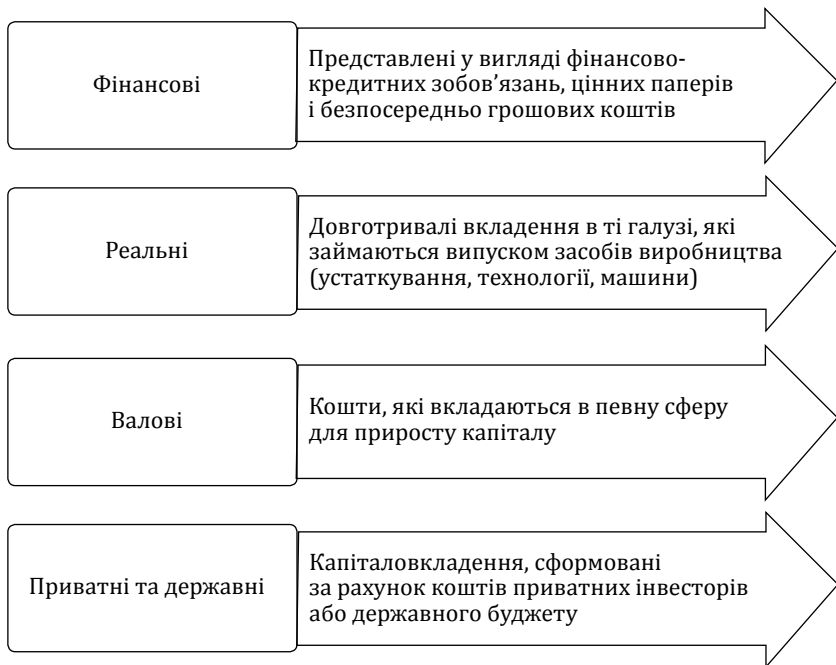 Фінансові
Представлені у вигляді фінансово-
кредитних зобов’язань, цінних паперів
і безпосередньо грошових коштів
Реальні
Довготривалі вкладення в ті галузі, які
займаються випуском засобів виробництва
(устаткування, технології, машини)
Валові
Кошти, які вкладаються в певну сферу
для приросту капіталу
Приватні та державні
Капіталовкладення, сформовані
за рахунок коштів приватних інвесторів
або державного буджету